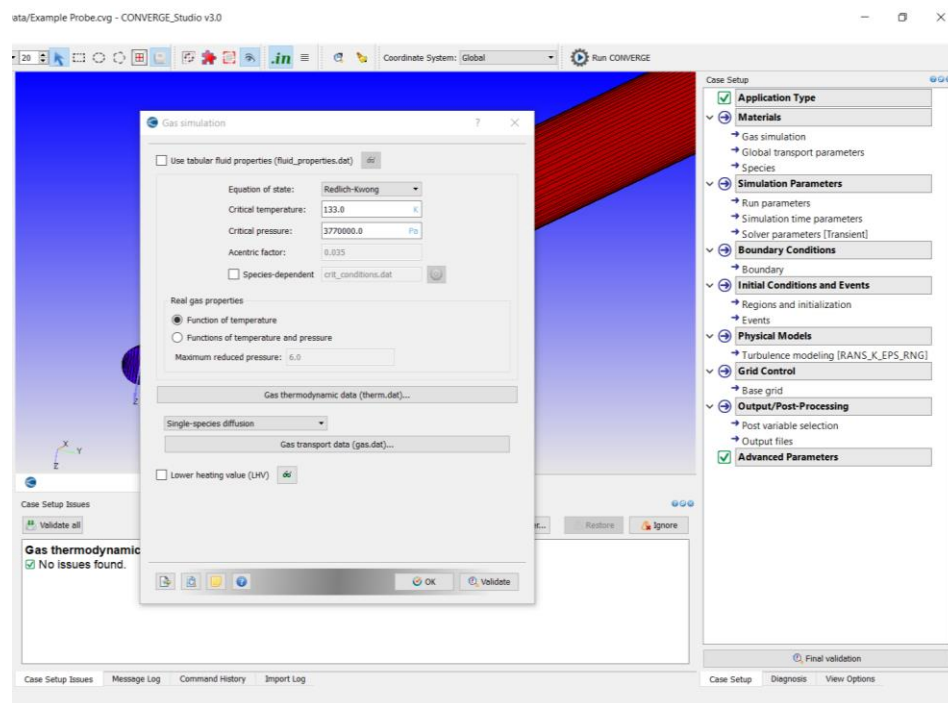 ata/Example Probe.cvg - CONVERGE_Studio v3.0
20 .in Coordinate System: Global Run CONVERGE
Gas simulation ?
Use tabular fluid properties (fluid_properties.dat)
Equation of state: Redlich-Kwong
Critical temperature: 133.0 K
Critical pressure: 3770000.0 Pa
Acentric factor: 0.035
Species-dependent crit_conditions.dat
Real gas properties
Function of temperature
Functions of temperature and pressure
Maximum reduced pressure: 6.0
Gas thermodynamic data (therm.dat)...
Single-species diffusion
Gas transport data (gas.dat)...
Lower heating value (LHV)
OK Validate
Z
X
Y
Z
Case Setup Issues
Validate all Restore Ignore
Gas thermodynamic
No issues found.
Case Setup Issues Message Log Command History Import Log
Case Setup
Application Type
Materials
Gas simulation
Global transport parameters
Species
Simulation Parameters
Run parameters
Simulation time parameters
Solver parameters [Transient]
Boundary Conditions
Boundary
Initial Conditions and Events
Regions and initialization
Events
Physical Models
Turbulence modeling [RANS_K_EPS_RNG]
Grid Control
Base grid
Output/Post-Processing
Post variable selection
Output files
Advanced Parameters
Final validation
Case Setup Diagnosis View Options